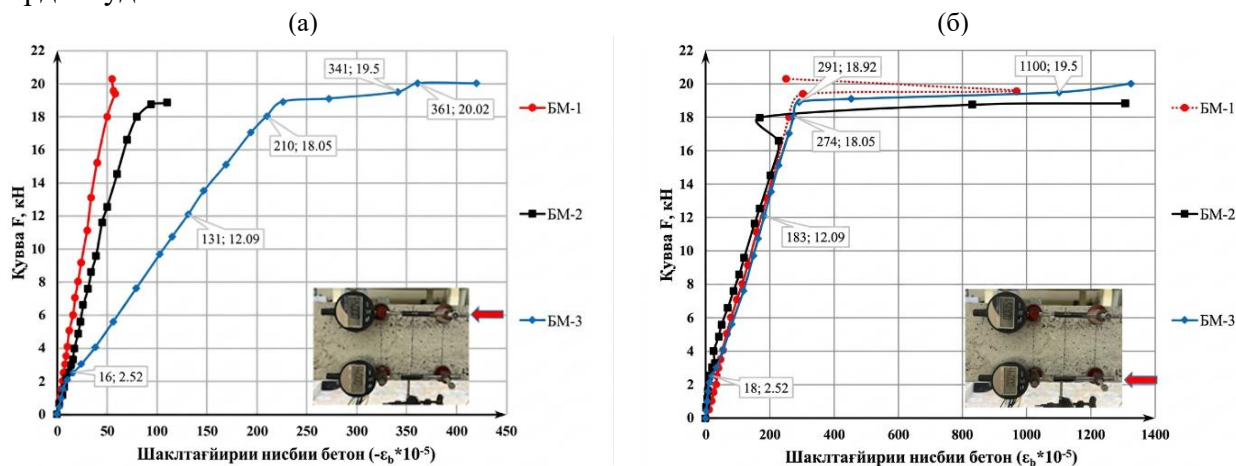 (а) (б)
22
20
18
16
14
12
10
8
6
4
2
0
Қувва F, кН
341; 19.5
361; 20.02
210; 18.05
131; 12.09
16; 2.52
БМ-1
БМ-2
БМ-3
0 50 100 150 200 250 300 350 400 450
Шаклтағйирии нисбии бетон (-εb*10-5)
22
20
18
16
14
12
10
8
6
4
2
0
Қувва F, кН
291; 18.92
1100; 19.5
274; 18.05
183; 12.09
18; 2.52
БМ-1
БМ-2
БМ-3
0 200 400 600 800 1000 1200 1400
Шаклтағйирии нисбии бетон (εb*10-5)